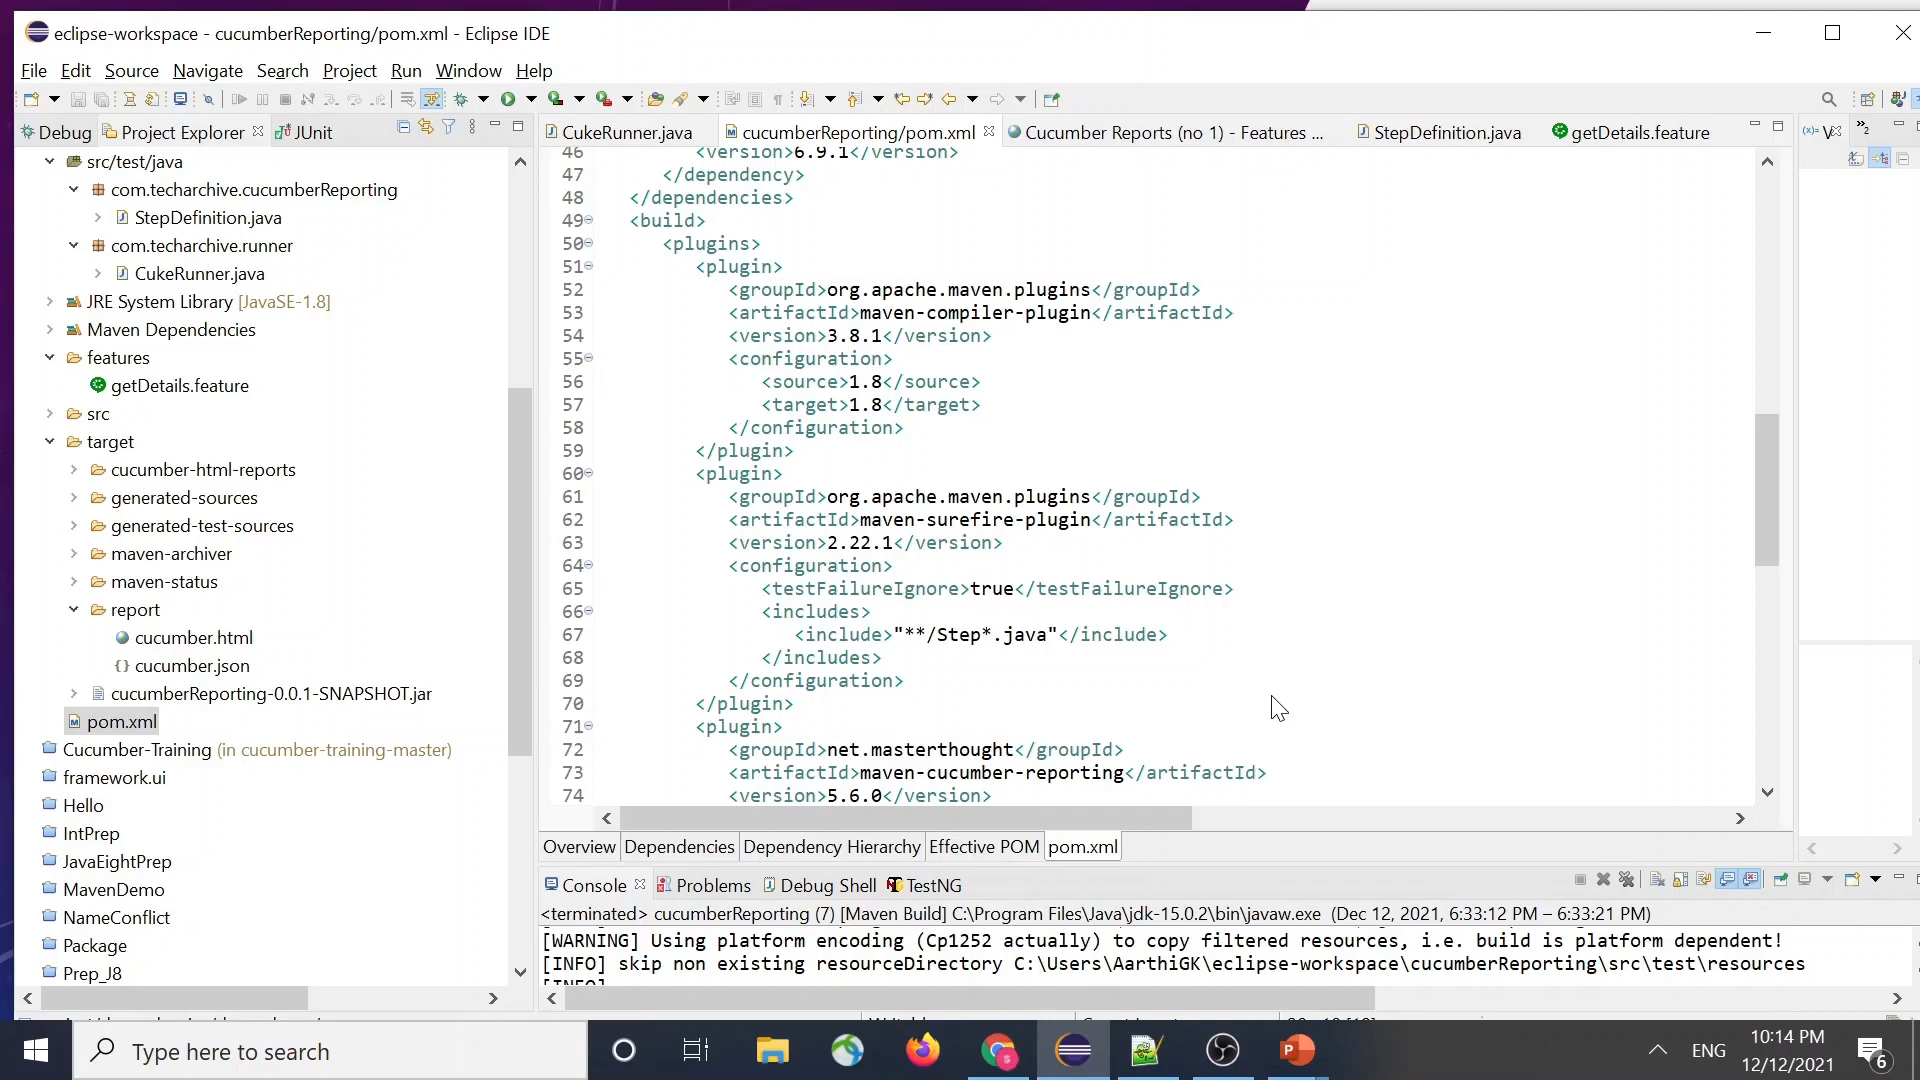 eclipse-workspace - cucumberReporting/pom.xml - Eclipse IDE
File Edit Source Navigate Search Project Run Window Help
Debug Project Explorer JUnit
src/test/java
com.techarchive.cucumberReporting
StepDefinition.java
com.techarchive.runner
CukeRunner.java
JRE System Library [JavaSE-1.8]
Maven Dependencies
features
getDetails.feature
src
target
cucumber-html-reports
generated-sources
generated-test-sources
maven-archiver
maven-status
report
cucumber.html
cucumber.json
cucumberReporting-0.0.1-SNAPSHOT.jar
pom.xml
Cucumber-Training (in cucumber-training-master)
framework.ui
Hello
IntPrep
JavaEightPrep
MavenDemo
NameConflict
Package
Prep_J8
CukeRunner.java cucumberReporting/pom.xml Cucumber Reports (no 1) - Features ... StepDefinition.java getDetails.feature
46 <version>6.9.1</version>
47 </dependency>
48 </dependencies>
49 <build>
50 <plugins>
51 <plugin>
52 <groupId>org.apache.maven.plugins</groupId>
53 <artifactId>maven-compiler-plugin</artifactId>
54 <version>3.8.1</version>
55 <configuration>
56 <source>1.8</source>
57 <target>1.8</target>
58 </configuration>
59 </plugin>
60 <plugin>
61 <groupId>org.apache.maven.plugins</groupId>
62 <artifactId>maven-surefire-plugin</artifactId>
63 <version>2.22.1</version>
64 <configuration>
65 <testFailureIgnore>true</testFailureIgnore>
66 <includes>
67 <include>"**/Step*.java"</include>
68 </includes>
69 </configuration>
70 </plugin>
71 <plugin>
72 <groupId>net.masterthought</groupId>
73 <artifactId>maven-cucumber-reporting</artifactId>
74 <version>5.6.0</version>
Overview Dependencies Dependency Hierarchy Effective POM pom.xml
Console Problems Debug Shell TestNG
<terminated> cucumberReporting (7) [Maven Build] C:\Program Files\Java\jdk-15.0.2\bin\javaw.exe (Dec 12, 2021, 6:33:12 PM – 6:33:21 PM)
[WARNING] Using platform encoding (Cp1252 actually) to copy filtered resources, i.e. build is platform dependent!
[INFO] skip non existing resourceDirectory C:\Users\AarthiGK\eclipse-workspace\cucumberReporting\src\test\resources
[INFO]
Type here to search
ENG
10:14 PM
12/12/2021
6